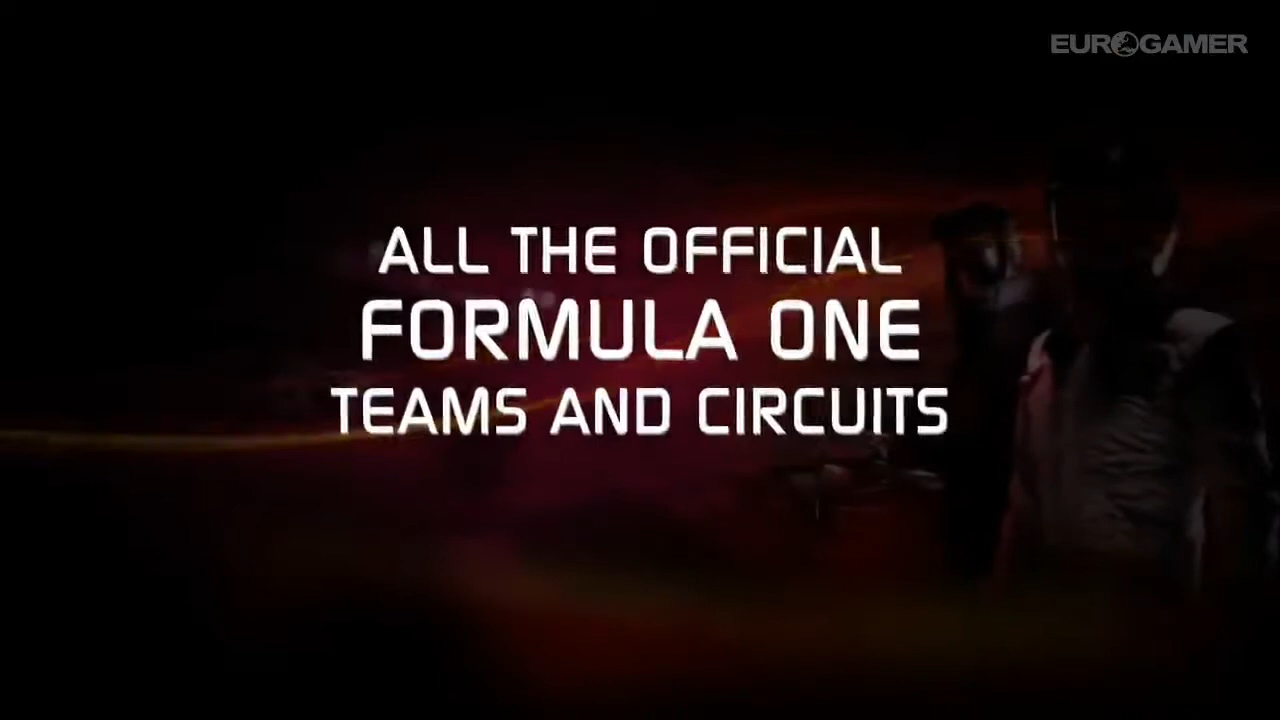 EUROGAMER
ALL THE OFFICIAL
FORMULA ONE
TEAMS AND CIRCUITS